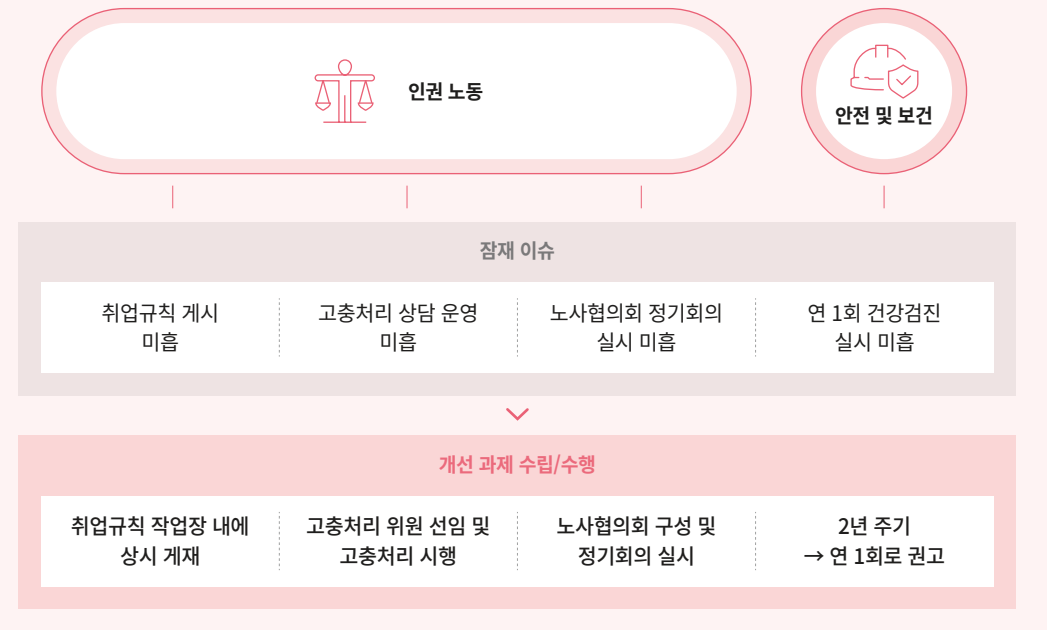 인권 노동
안전 및 보건
잠재 이슈
취업규칙 게시
미흡
고충처리 상담 운영
미흡
노사협의회 정기회의
실시 미흡
연 1회 건강검진
실시 미흡
개선 과제 수립/수행
취업규칙 작업장 내에
상시 게재
고충처리 위원 선임 및
고충처리 시행
노사협의회 구성 및
정기회의 실시
2년 주기
→ 연 1회로 권고